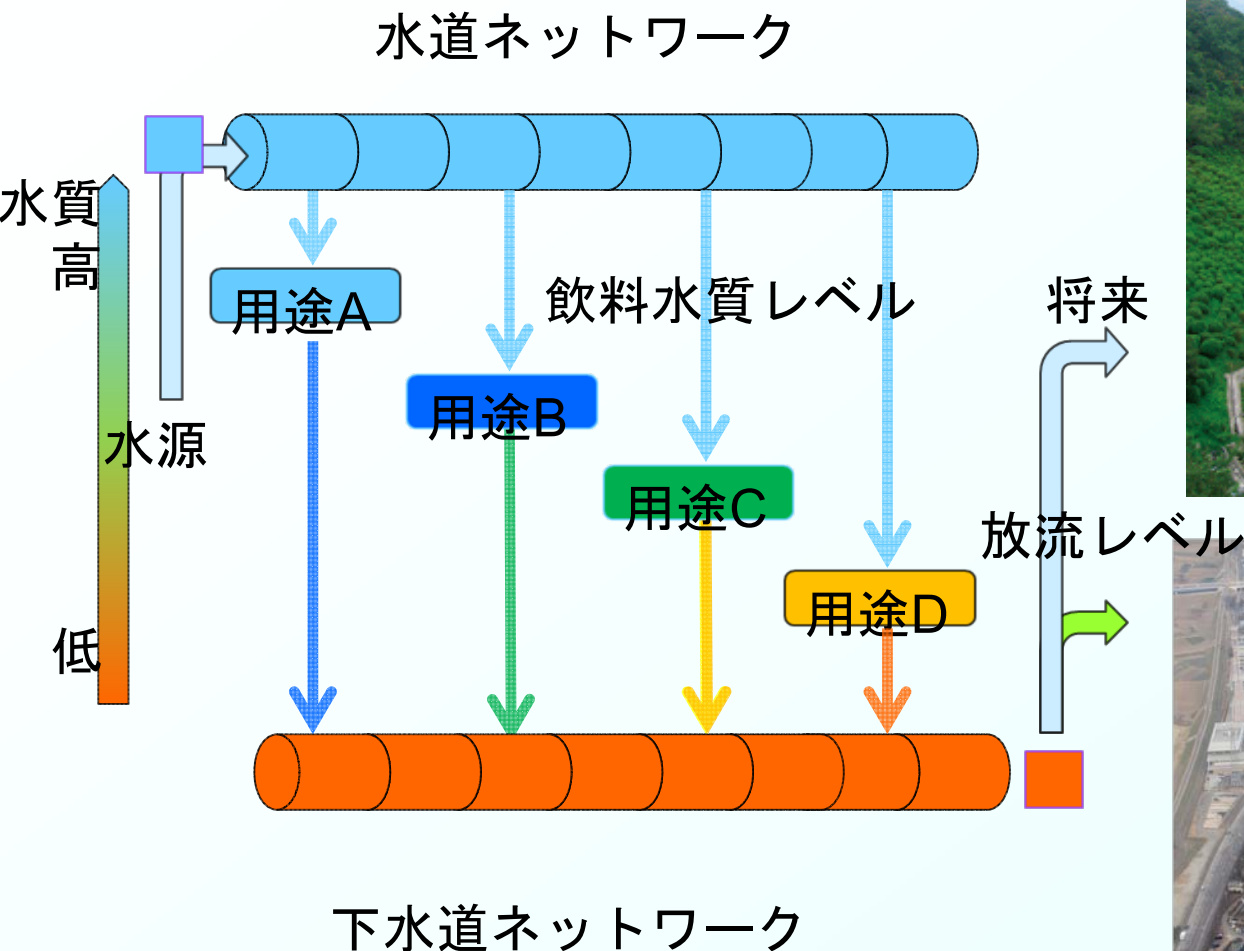 水道ネットワーク
水質
高
用途A
飲料水質レベル
将来
用途B
水源
用途C
放流レベル
用途D
低
下水道ネットワーク